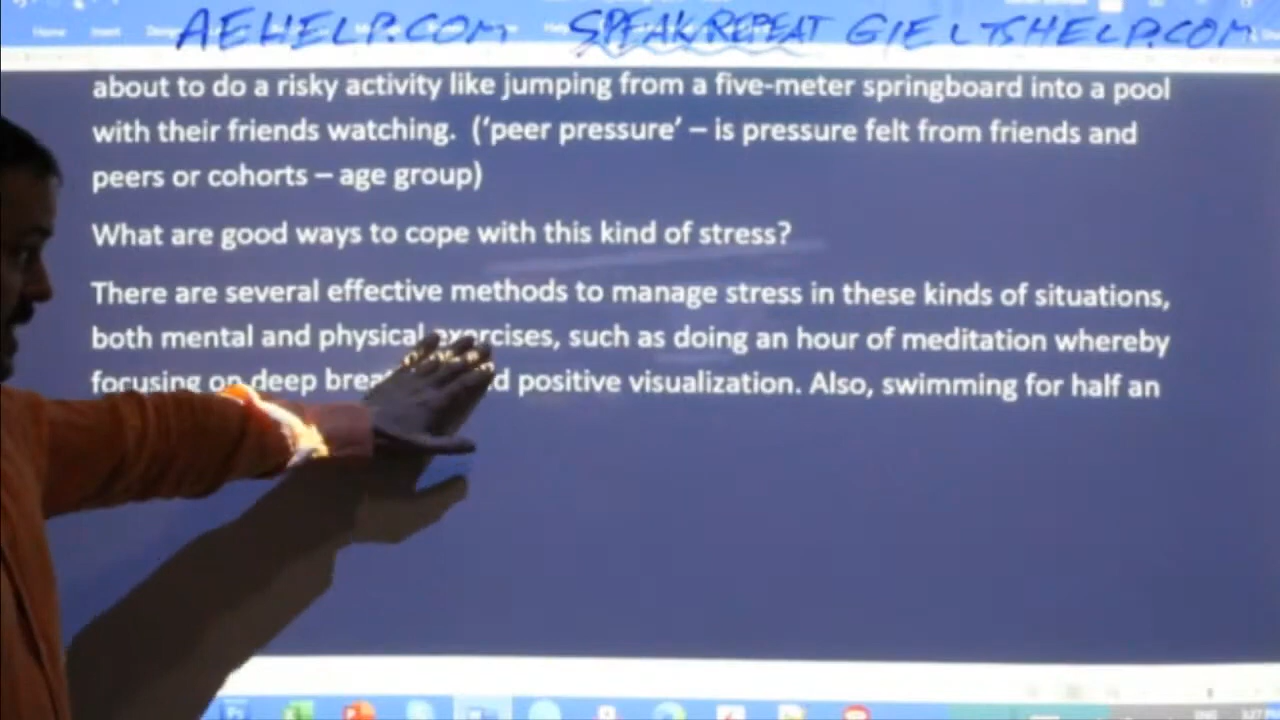 AEHELP.COM SPEAK REPEAT GIELTSHELP.COM
Home Insert
about to do a risky activity like jumping from a five-meter springboard into a pool
with their friends watching. (‘peer pressure’ – is pressure felt from friends and
peers or cohorts – age group)
What are good ways to cope with this kind of stress?
There are several effective methods to manage stress in these kinds of situations,
both mental and physical exercises, such as doing an hour of meditation whereby
focusing on deep positive visualization. Also, swimming for half an